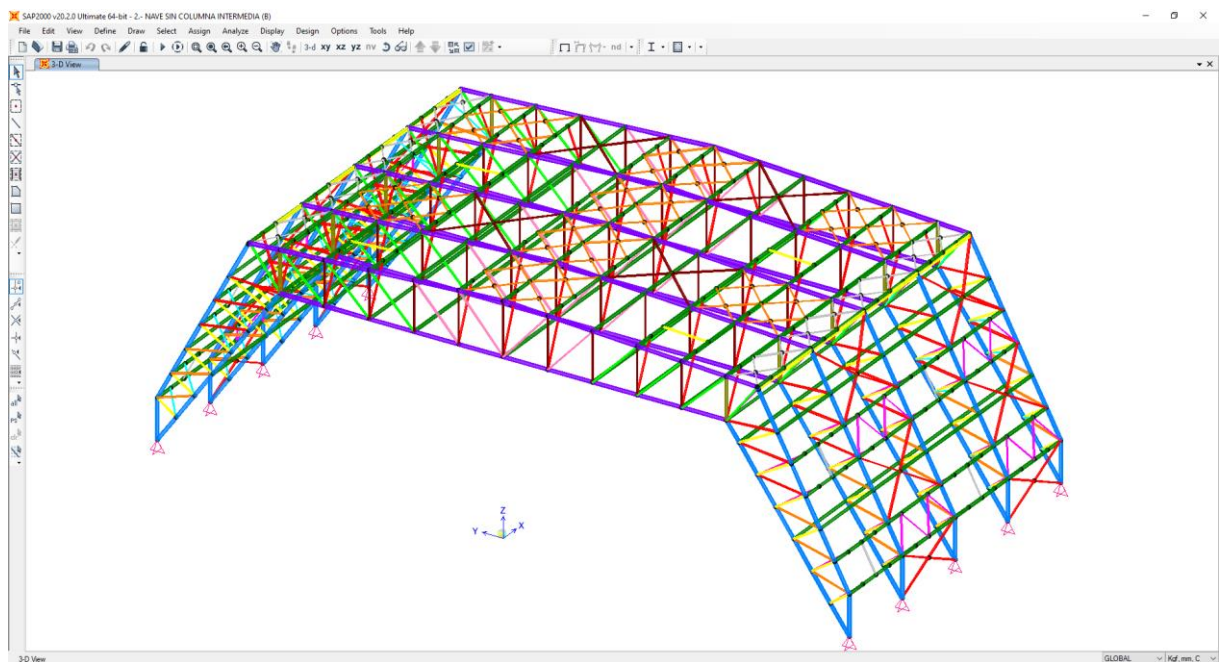 SAP2000 v20.2.0 Ultimate 64-bit - 2.- NAVE SIN COLUMNA INTERMEDIA (B)
File Edit View Define Draw Select Assign Analyze Display Design Options Tools Help
3-d xy xz yz nv nd
3-D View
Z
Y X
3-D View GLOBAL Kgf, mm, C